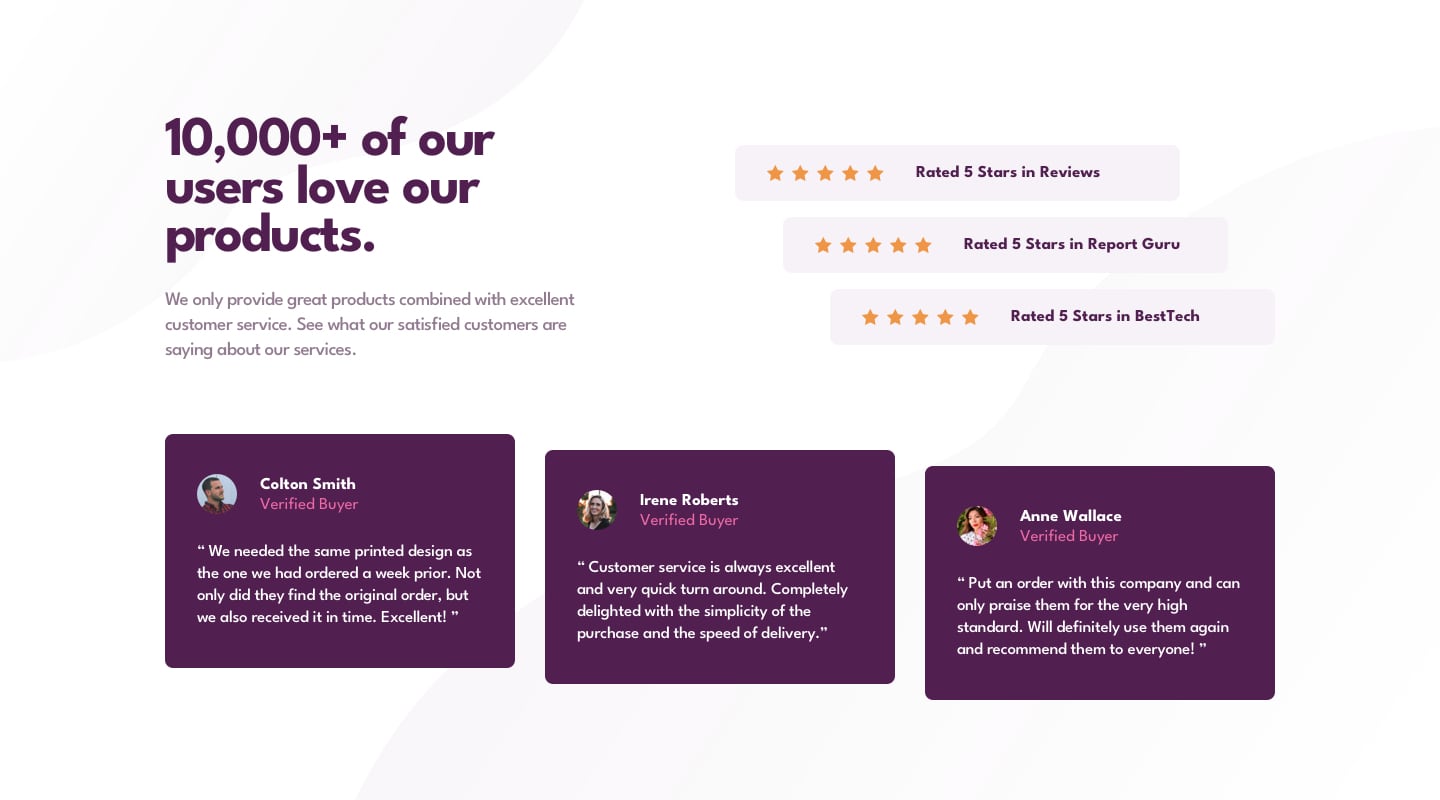 10,000+ of our
users love our
products.
We only provide great products combined with excellent
customer service. See what our satisfied customers are
saying about our services.
Rated 5 Stars in Reviews
Rated 5 Stars in Report Guru
Rated 5 Stars in BestTech
Colton Smith
Verified Buyer
“ We needed the same printed design as
the one we had ordered a week prior. Not
only did they find the original order, but
we also received it in time. Excellent! ”
Irene Roberts
Verified Buyer
“ Customer service is always excellent
and very quick turn around. Completely
delighted with the simplicity of the
purchase and the speed of delivery.”
Anne Wallace
Verified Buyer
“ Put an order with this company and can
only praise them for the very high
standard. Will definitely use them again
and recommend them to everyone! ”